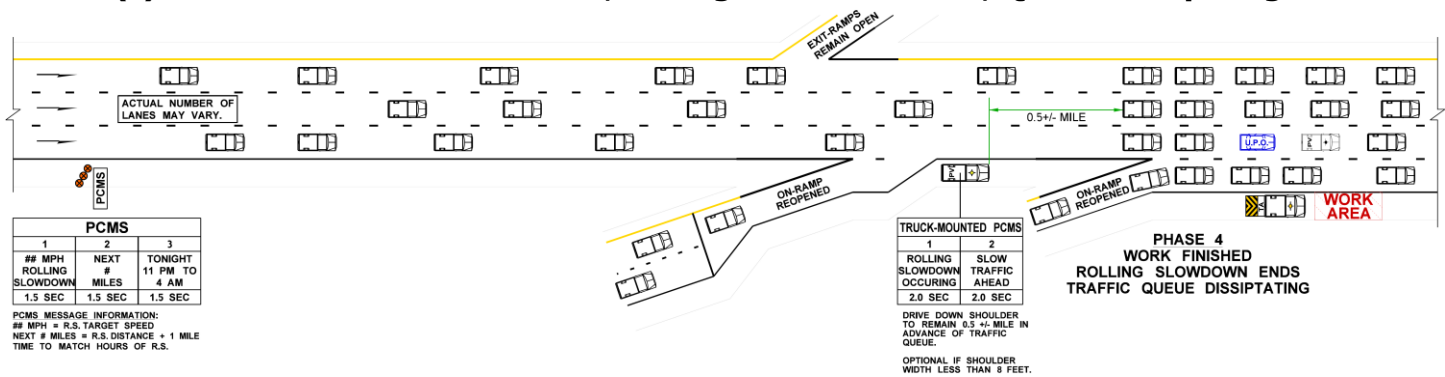 EXIT-RAMPS
REMAIN OPEN
ACTUAL NUMBER OF
LANES MAY VARY.
0.5+/- MILE
U.P.O.
PV
PCMS
PV
ON-RAMP
REOPENED
ON-RAMP
REOPENED
A
WORK
AREA
PCMS
1 2 3
## MPH NEXT TONIGHT
ROLLING # 11 PM TO
SLOWDOWN MILES 4 AM
1.5 SEC 1.5 SEC 1.5 SEC
PCMS MESSAGE INFORMATION:
## MPH = R.S. TARGET SPEED
NEXT # MILES = R.S. DISTANCE + 1 MILE
TIME TO MATCH HOURS OF R.S.
TRUCK-MOUNTED PCMS
1 2
ROLLING SLOW
SLOWDOWN TRAFFIC
OCCURING AHEAD
2.0 SEC 2.0 SEC
DRIVE DOWN SHOULDER
TO REMAIN 0.5 +/- MILE IN
ADVANCE OF TRAFFIC
QUEUE.
OPTIONAL IF SHOULDER
WIDTH LESS THAN 8 FEET.
PHASE 4
WORK FINISHED
ROLLING SLOWDOWN ENDS
TRAFFIC QUEUE DISSIPTATING